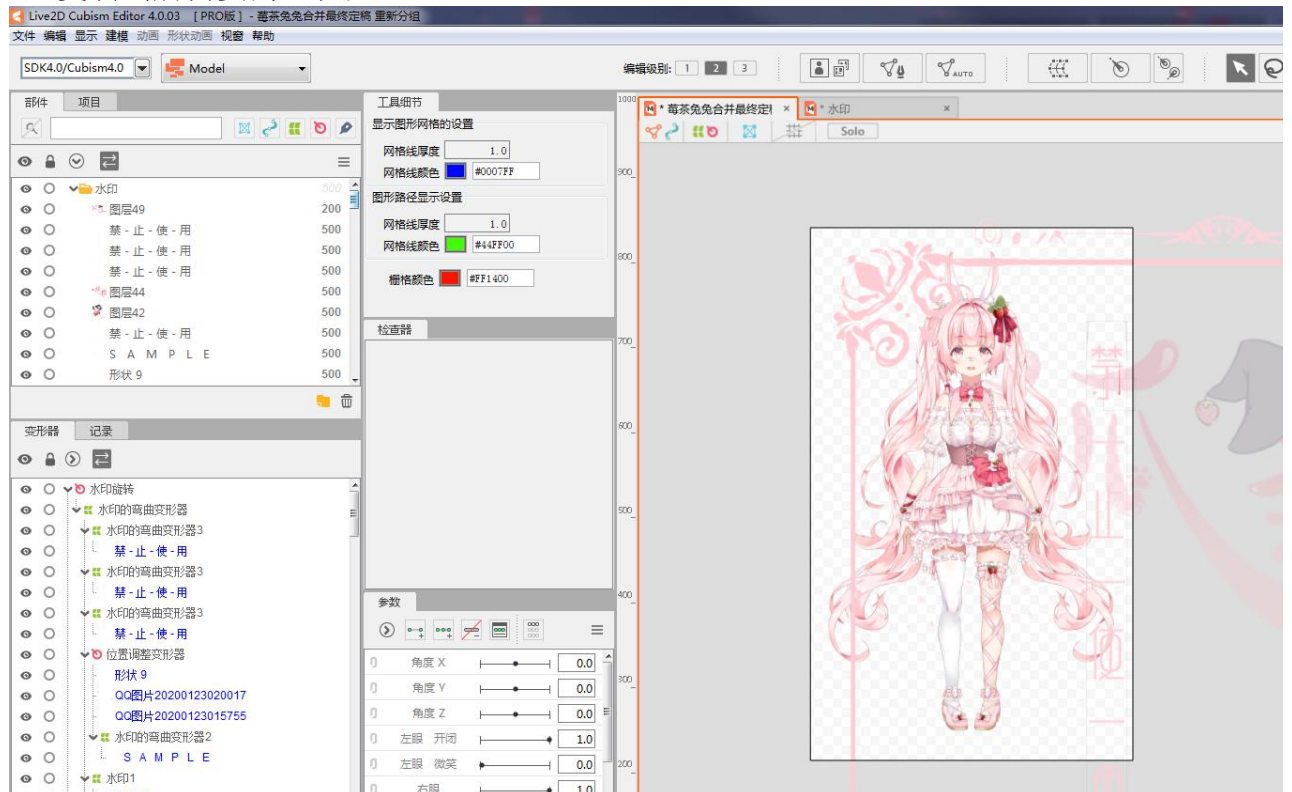 Live2D Cubism Editor 4.0.03 [ PRO版 ] - 莓茶兔兔合并最终定稿 重新分组
文件 编辑 显示 建模 动画 形状动画 视窗 帮助
SDK4.0/Cubism4.0 Model 编辑级别: 1 2 3 AUTO
部件 项目
水印 500
图层49 200
禁 - 止 - 使 - 用 500
禁 - 止 - 使 - 用 500
禁 - 止 - 使 - 用 500
图层44 500
图层42 500
禁 - 止 - 使 - 用 500
S A M P L E 500
形状 9 500
变形器 记录
水印旋转
水印的弯曲变形器
水印的弯曲变形器3
禁 - 止 - 使 - 用
水印的弯曲变形器3
禁 - 止 - 使 - 用
水印的弯曲变形器3
禁 - 止 - 使 - 用
位置调整变形器
形状 9
QQ图片20200123020017
QQ图片20200123015755
水印的弯曲变形器2
S A M P L E
水印1
工具细节
显示图形网格的设置
网格线厚度 1.0
网格线颜色 #0007FF
图形路径显示设置
网格线厚度 1.0
网格线颜色 #44FF00
栅格颜色 #FF1400
检查器
参数
角度 X 0.0
角度 Y 0.0
角度 Z 0.0
左眼 开闭 1.0
左眼 微笑 0.0
右眼 1.0
* 莓茶兔兔合并最终定 × * 水印 ×
Solo
1000
900
800
700
600
500
400
300
200
禁
止
使